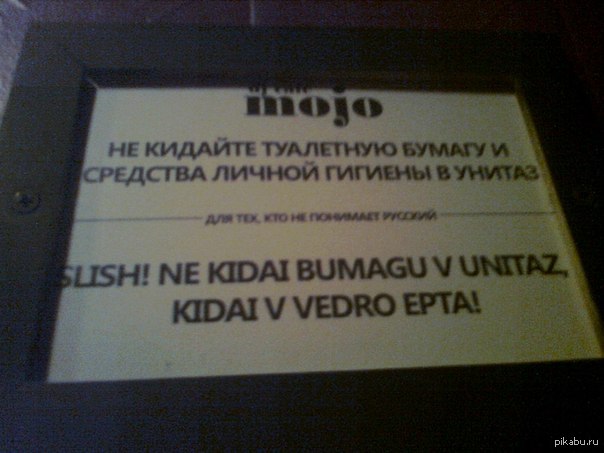 mojo
НЕ КИДАЙТЕ ТУАЛЕТНУЮ БУМАГУ И
СРЕДСТВА ЛИЧНОЙ ГИГИЕНЫ В УНИТАЗ
ДЛЯ ТЕХ, КТО НЕ ПОНИМАЕТ РУССКИЙ
SLISH! NE KIDAI BUMAGU V UNITAZ,
KIDAI V VEDRO EPTA!
pikabu.ru